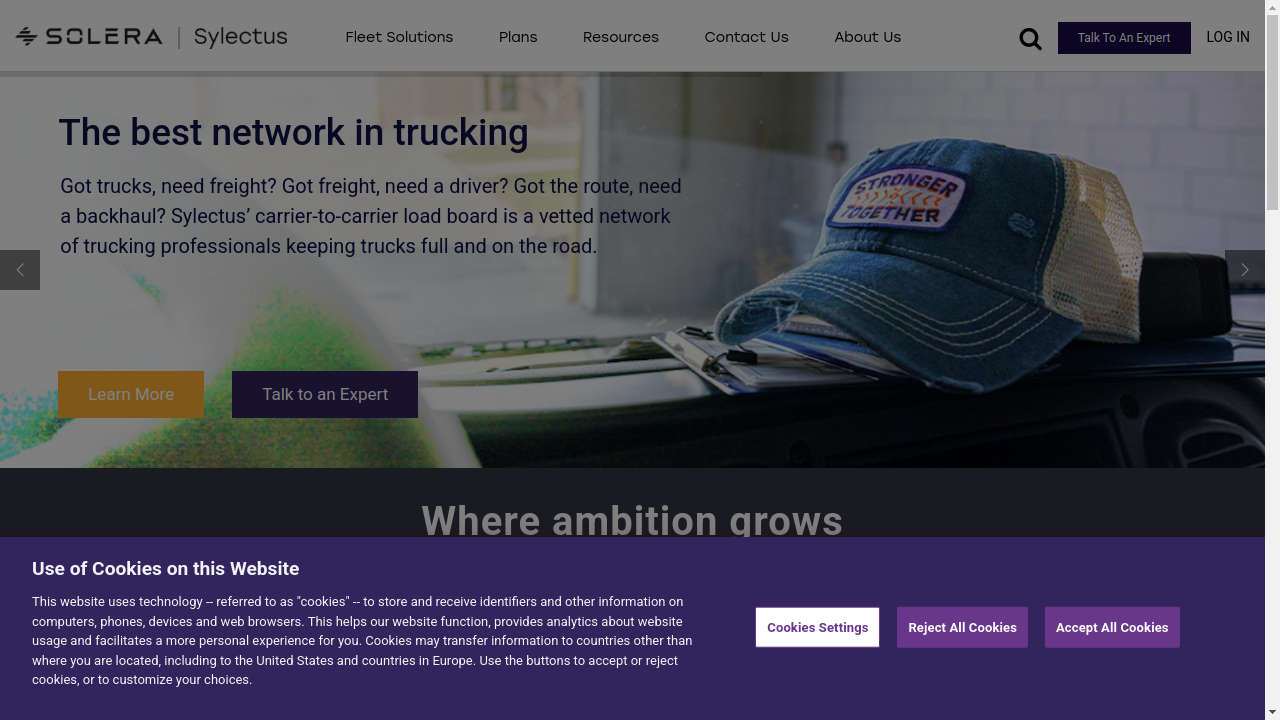 SOLERA | Sylectus
Fleet Solutions
Plans
Resources
Contact Us
About Us
Talk To An Expert
LOG IN
The best network in trucking
Got trucks, need freight? Got freight, need a driver? Got the route, need
a backhaul? Sylectus’ carrier-to-carrier load board is a vetted network
of trucking professionals keeping trucks full and on the road.
STRONGER
TOGETHER
Learn More
Talk to an Expert
Where ambition grows
Use of Cookies on this Website
This website uses technology -- referred to as "cookies" -- to store and receive identifiers and other information on
computers, phones, devices and web browsers. This helps our website function, provides analytics about website
usage and facilitates a more personal experience for you. Cookies may transfer information to countries other than
where you are located, including to the United States and countries in Europe. Use the buttons to accept or reject
cookies, or to customize your choices.
Cookies Settings
Reject All Cookies
Accept All Cookies